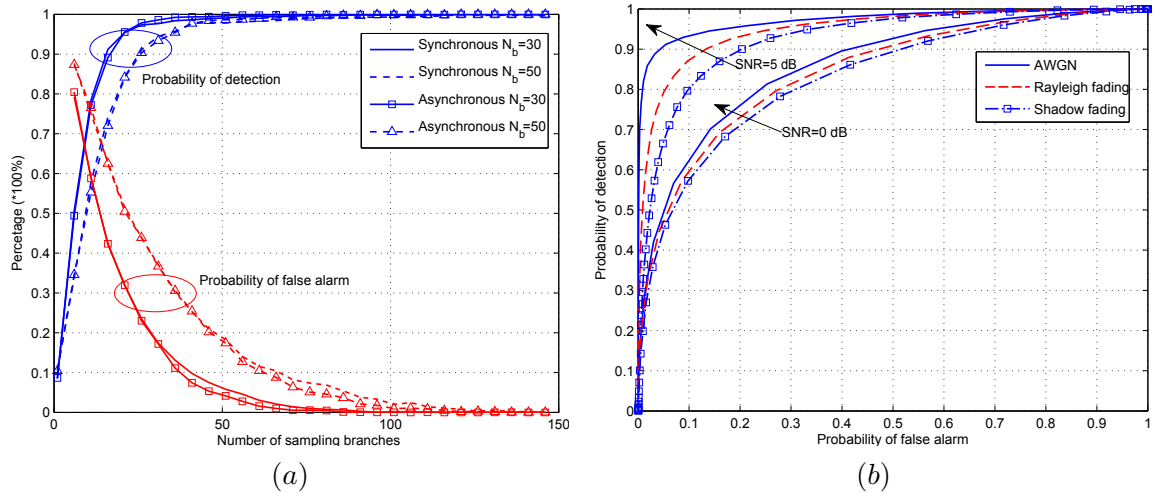 1
0.9
0.8
0.7
0.6
0.5
0.4
0.3
0.2
0.1
0
Percetage (*100%)
Synchronous N_b=30
Synchronous N_b=50
Asynchronous N_b=30
Asynchronous N_b=50
Probability of detection
Probability of false alarm
0 50 100 150
Number of sampling branches
(a)
1
0.9
0.8
0.7
0.6
0.5
0.4
0.3
0.2
0.1
0
Probability of detection
SNR=5 dB
AWGN
Rayleigh fading
Shadow fading
SNR=0 dB
0 0.1 0.2 0.3 0.4 0.5 0.6 0.7 0.8 0.9 1
Probability of false alarm
(b)